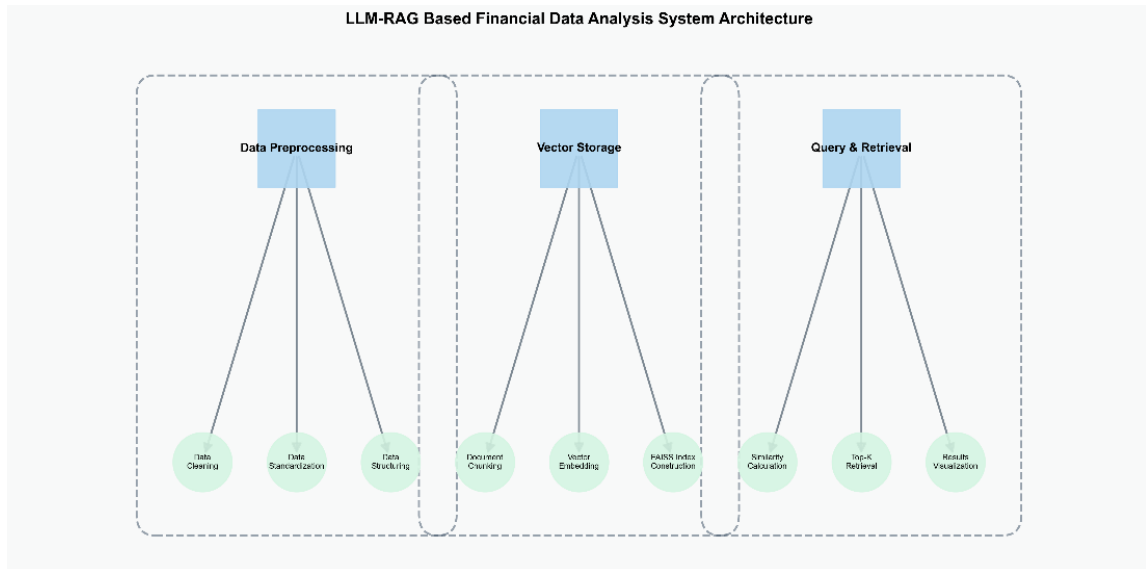 LLM-RAG Based Financial Data Analysis System Architecture
Data Preprocessing
Vector Storage
Query & Retrieval
Data
Cleaning
Data
Standardization
Data
Structuring
Document
Chunking
Vector
Embedding
FAISS Index
Construction
Similarity
Calculation
Top-K
Retrieval
Results
Visualization